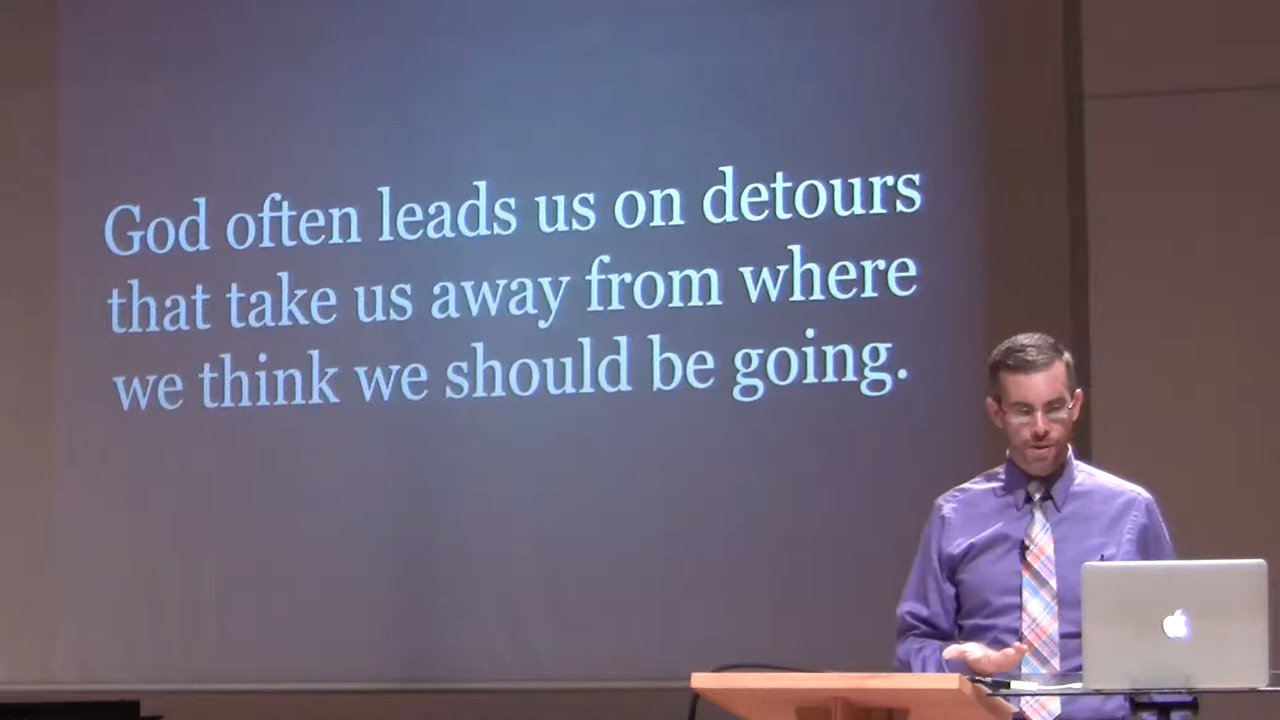 God often leads us on detours
that take us away from where
we think we should be going.